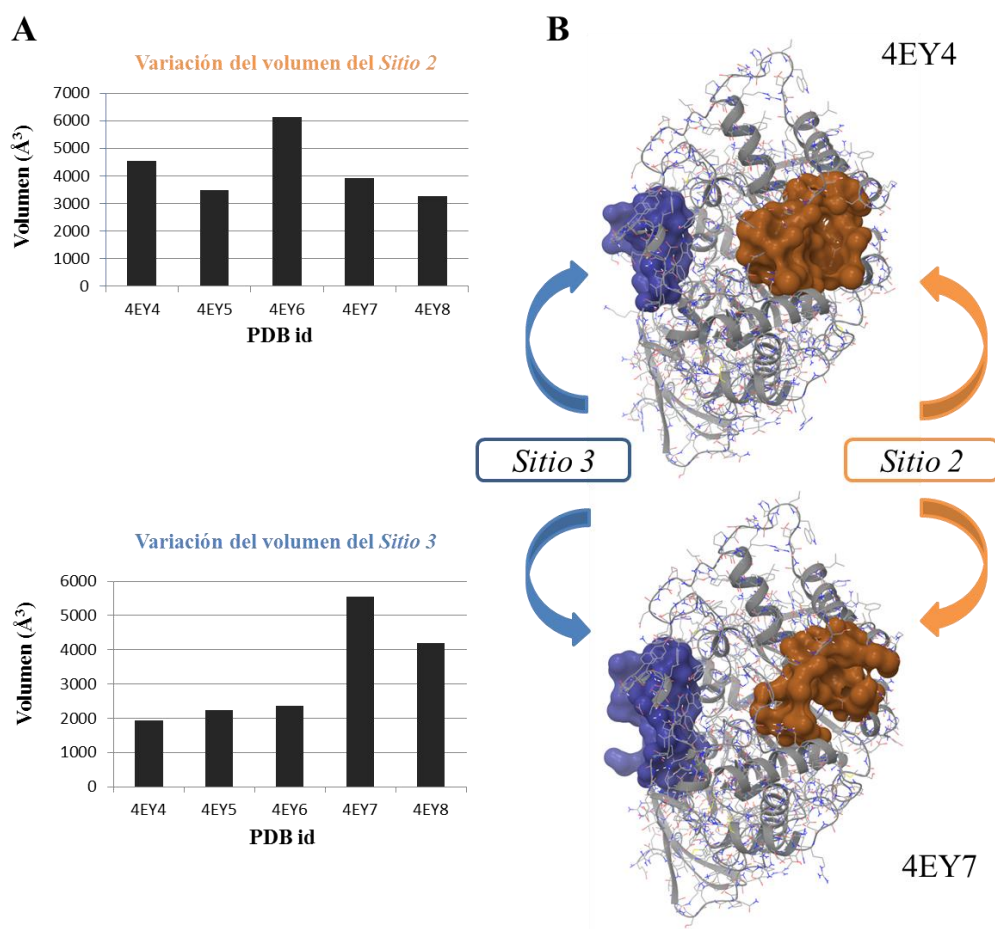 A
Variación del volumen del Sitio 2
Volumen (Å³)
7000
6000
5000
4000
3000
2000
1000
0
4EY4 4EY5 4EY6 4EY7 4EY8
PDB id
Variación del volumen del Sitio 3
Volumen (Å³)
6000
5000
4000
3000
2000
1000
0
4EY4 4EY5 4EY6 4EY7 4EY8
PDB id
B
4EY4
Sitio 3
Sitio 2
4EY7